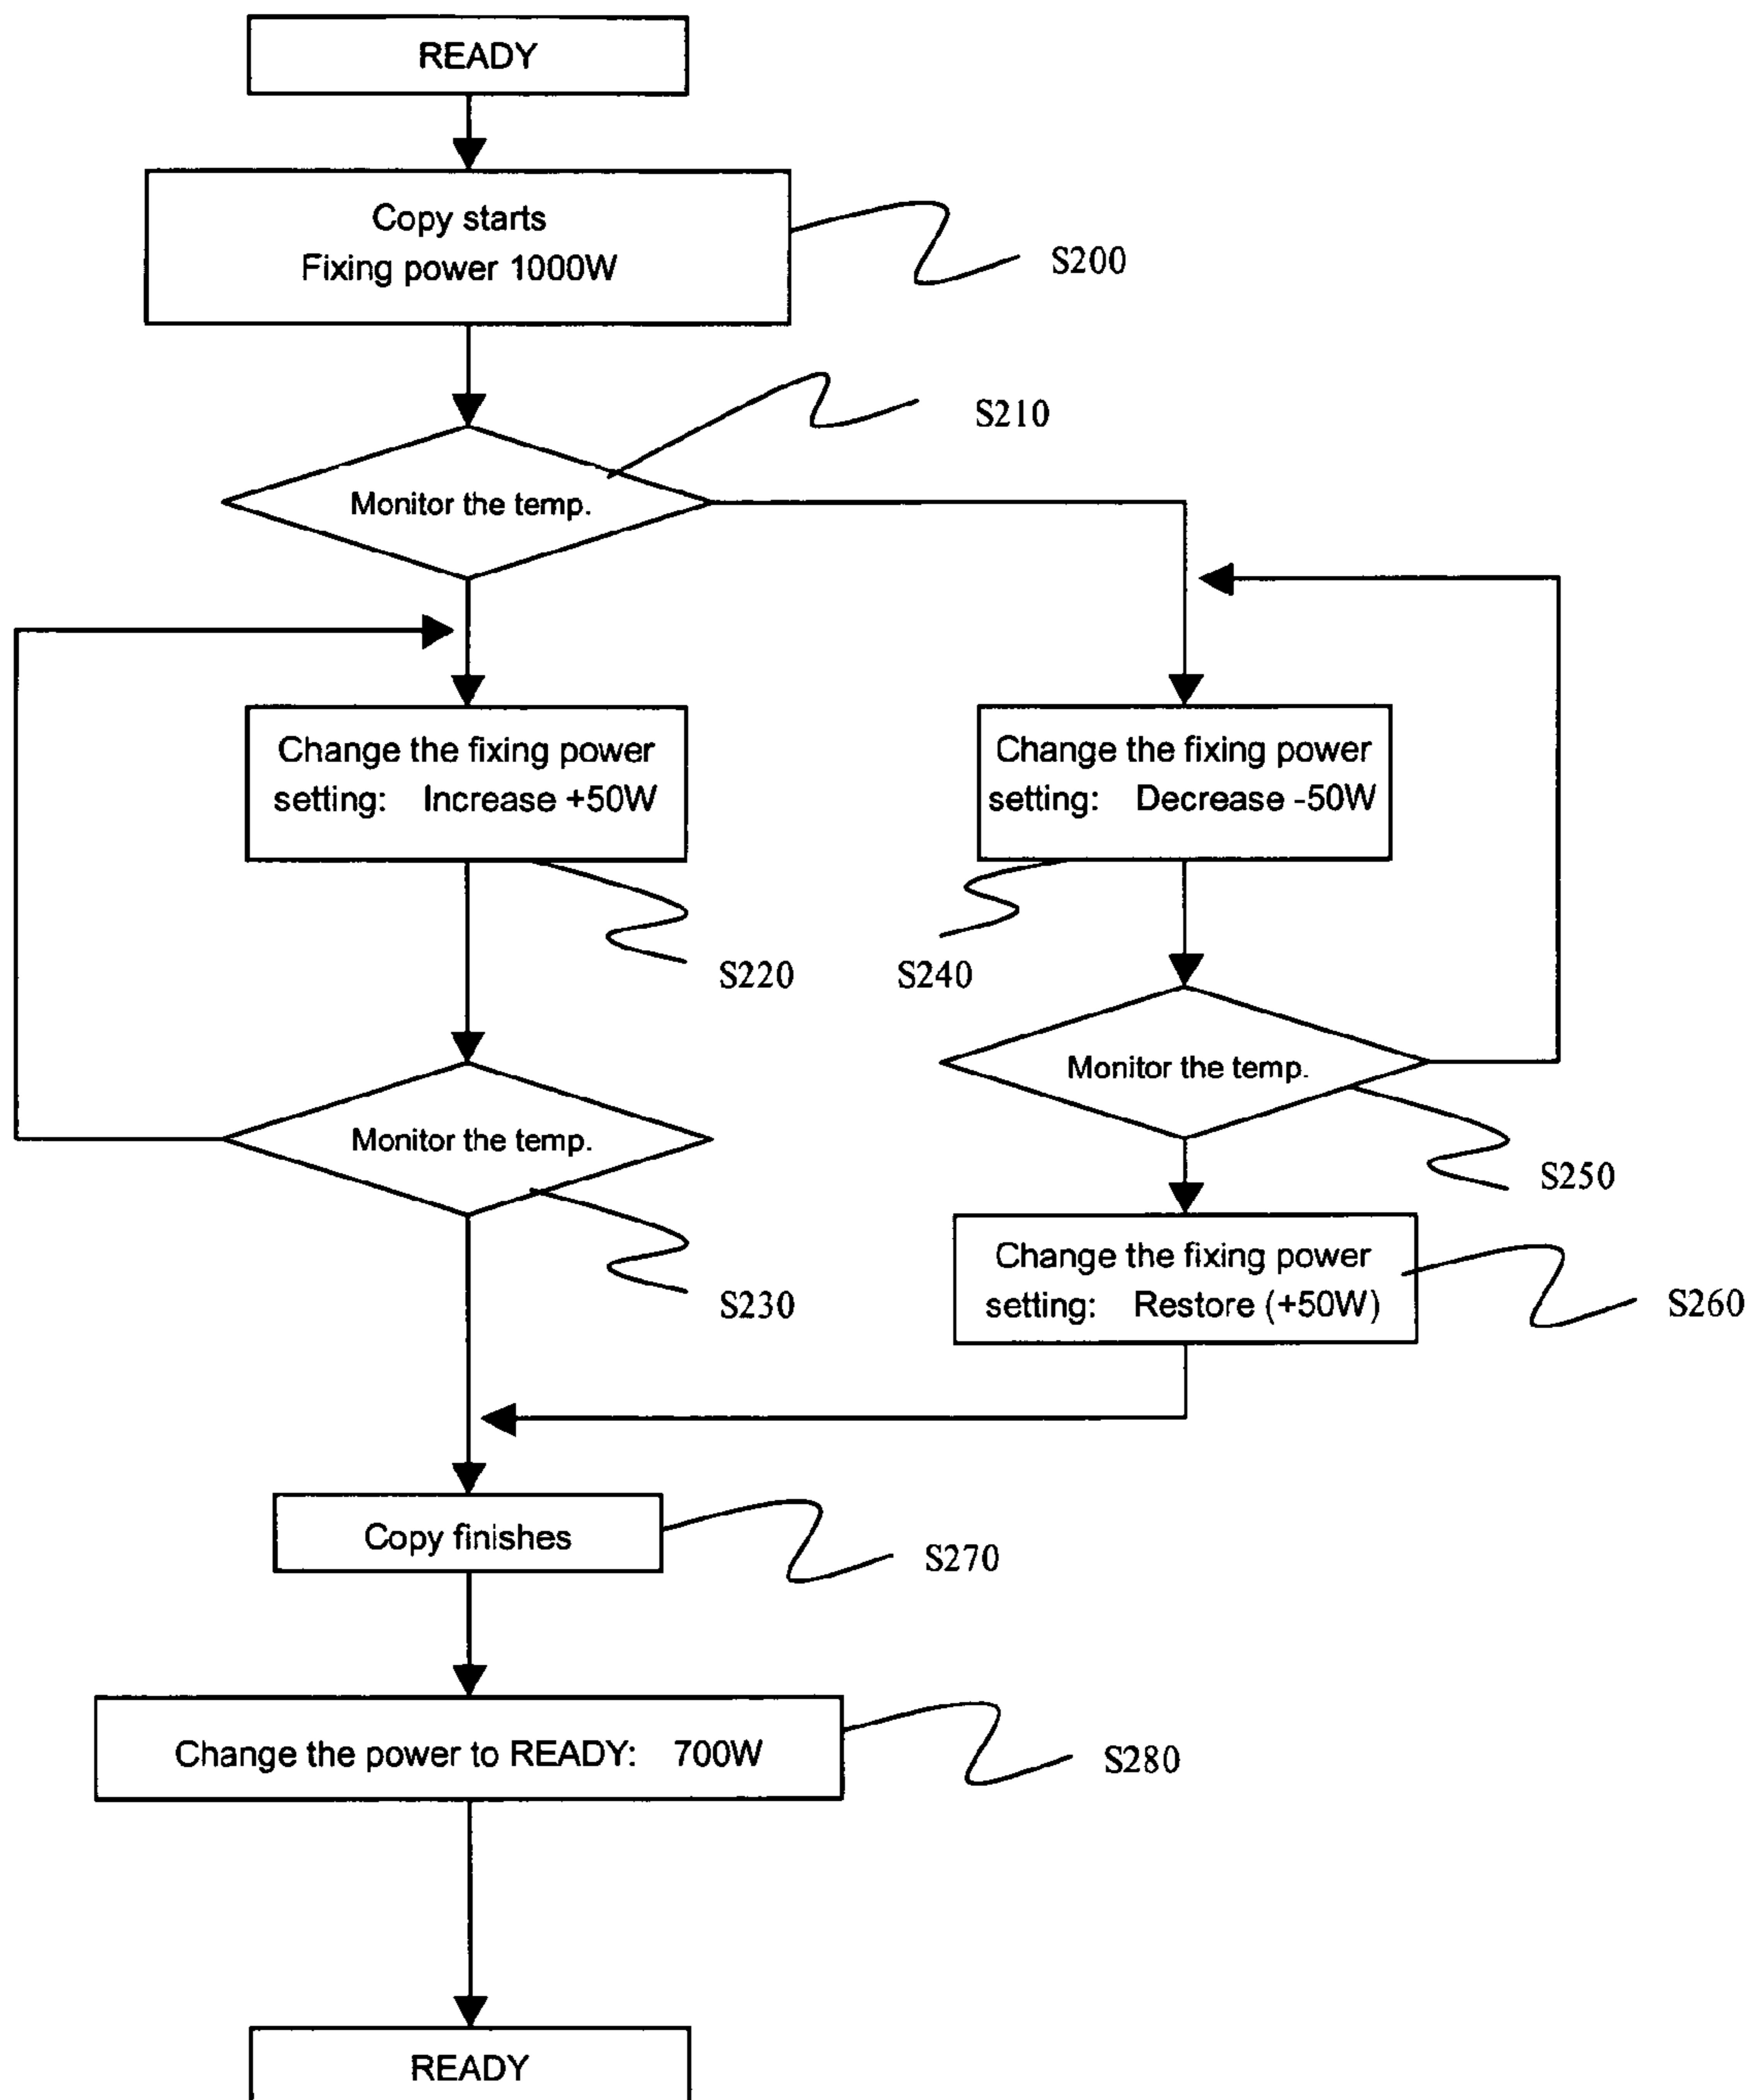 READY
Copy starts
Fixing power 1000W
S200
S210
Monitor the temp.
Change the fixing power
setting: Increase +50W
S220
Change the fixing power
setting: Decrease -50W
S240
Monitor the temp.
S250
Monitor the temp.
S230
Change the fixing power
setting: Restore (+50W)
S260
Copy finishes
S270
Change the power to READY: 700W
S280
READY